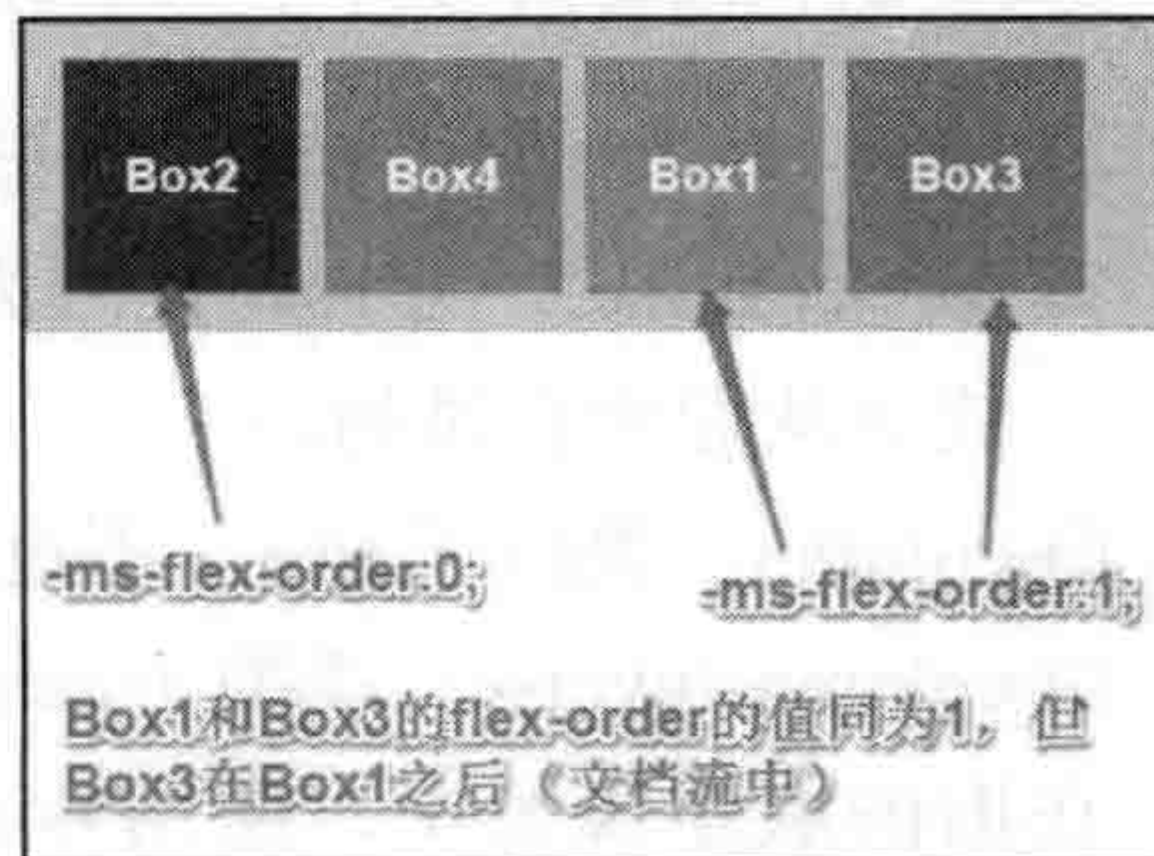 Box2 Box4 Box1 Box3
-ms-flex-order:0;
-ms-flex-order:1;
Box1和Box3的flex-order的值同为1，但
Box3在Box1之后（文档流中）